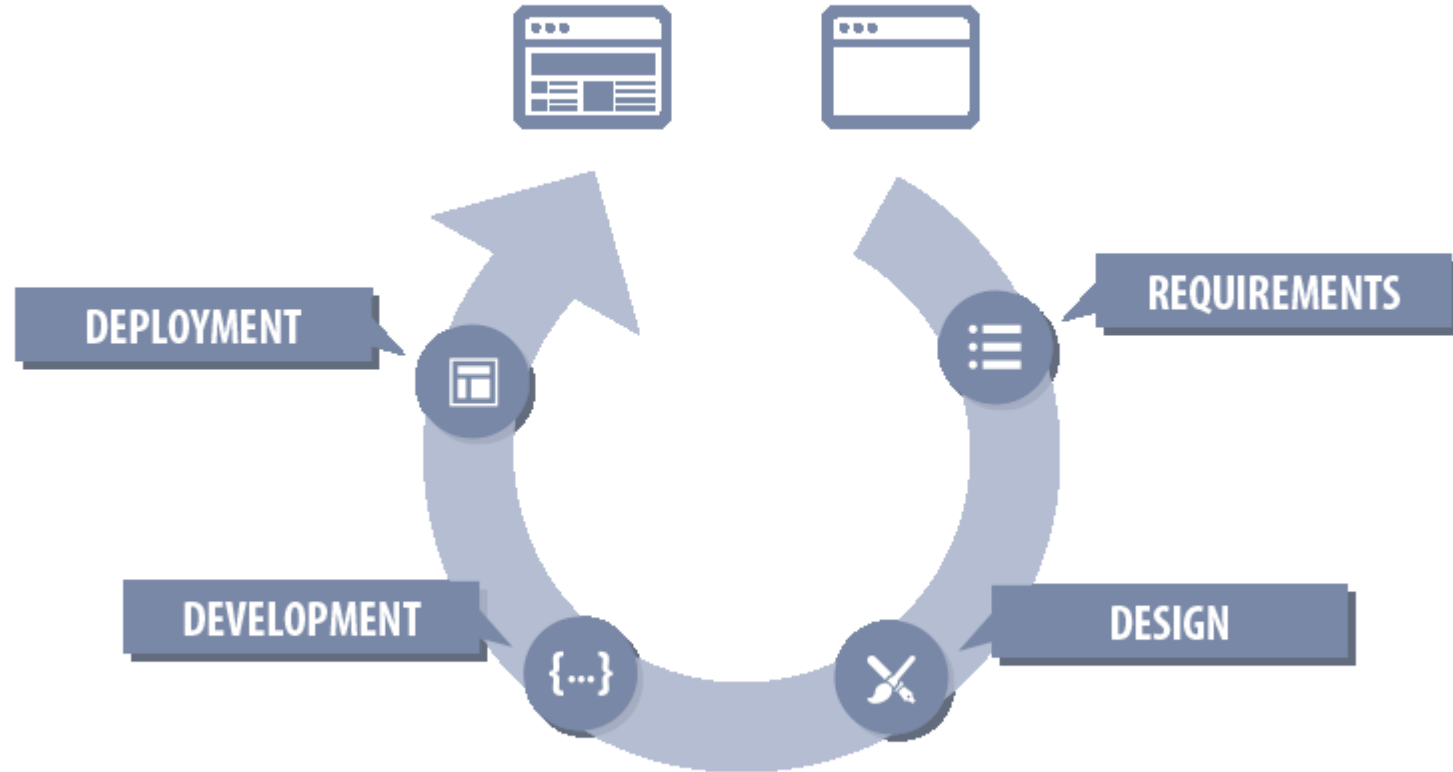 REQUIREMENTS
DESIGN
DEVELOPMENT
{...}
DEPLOYMENT